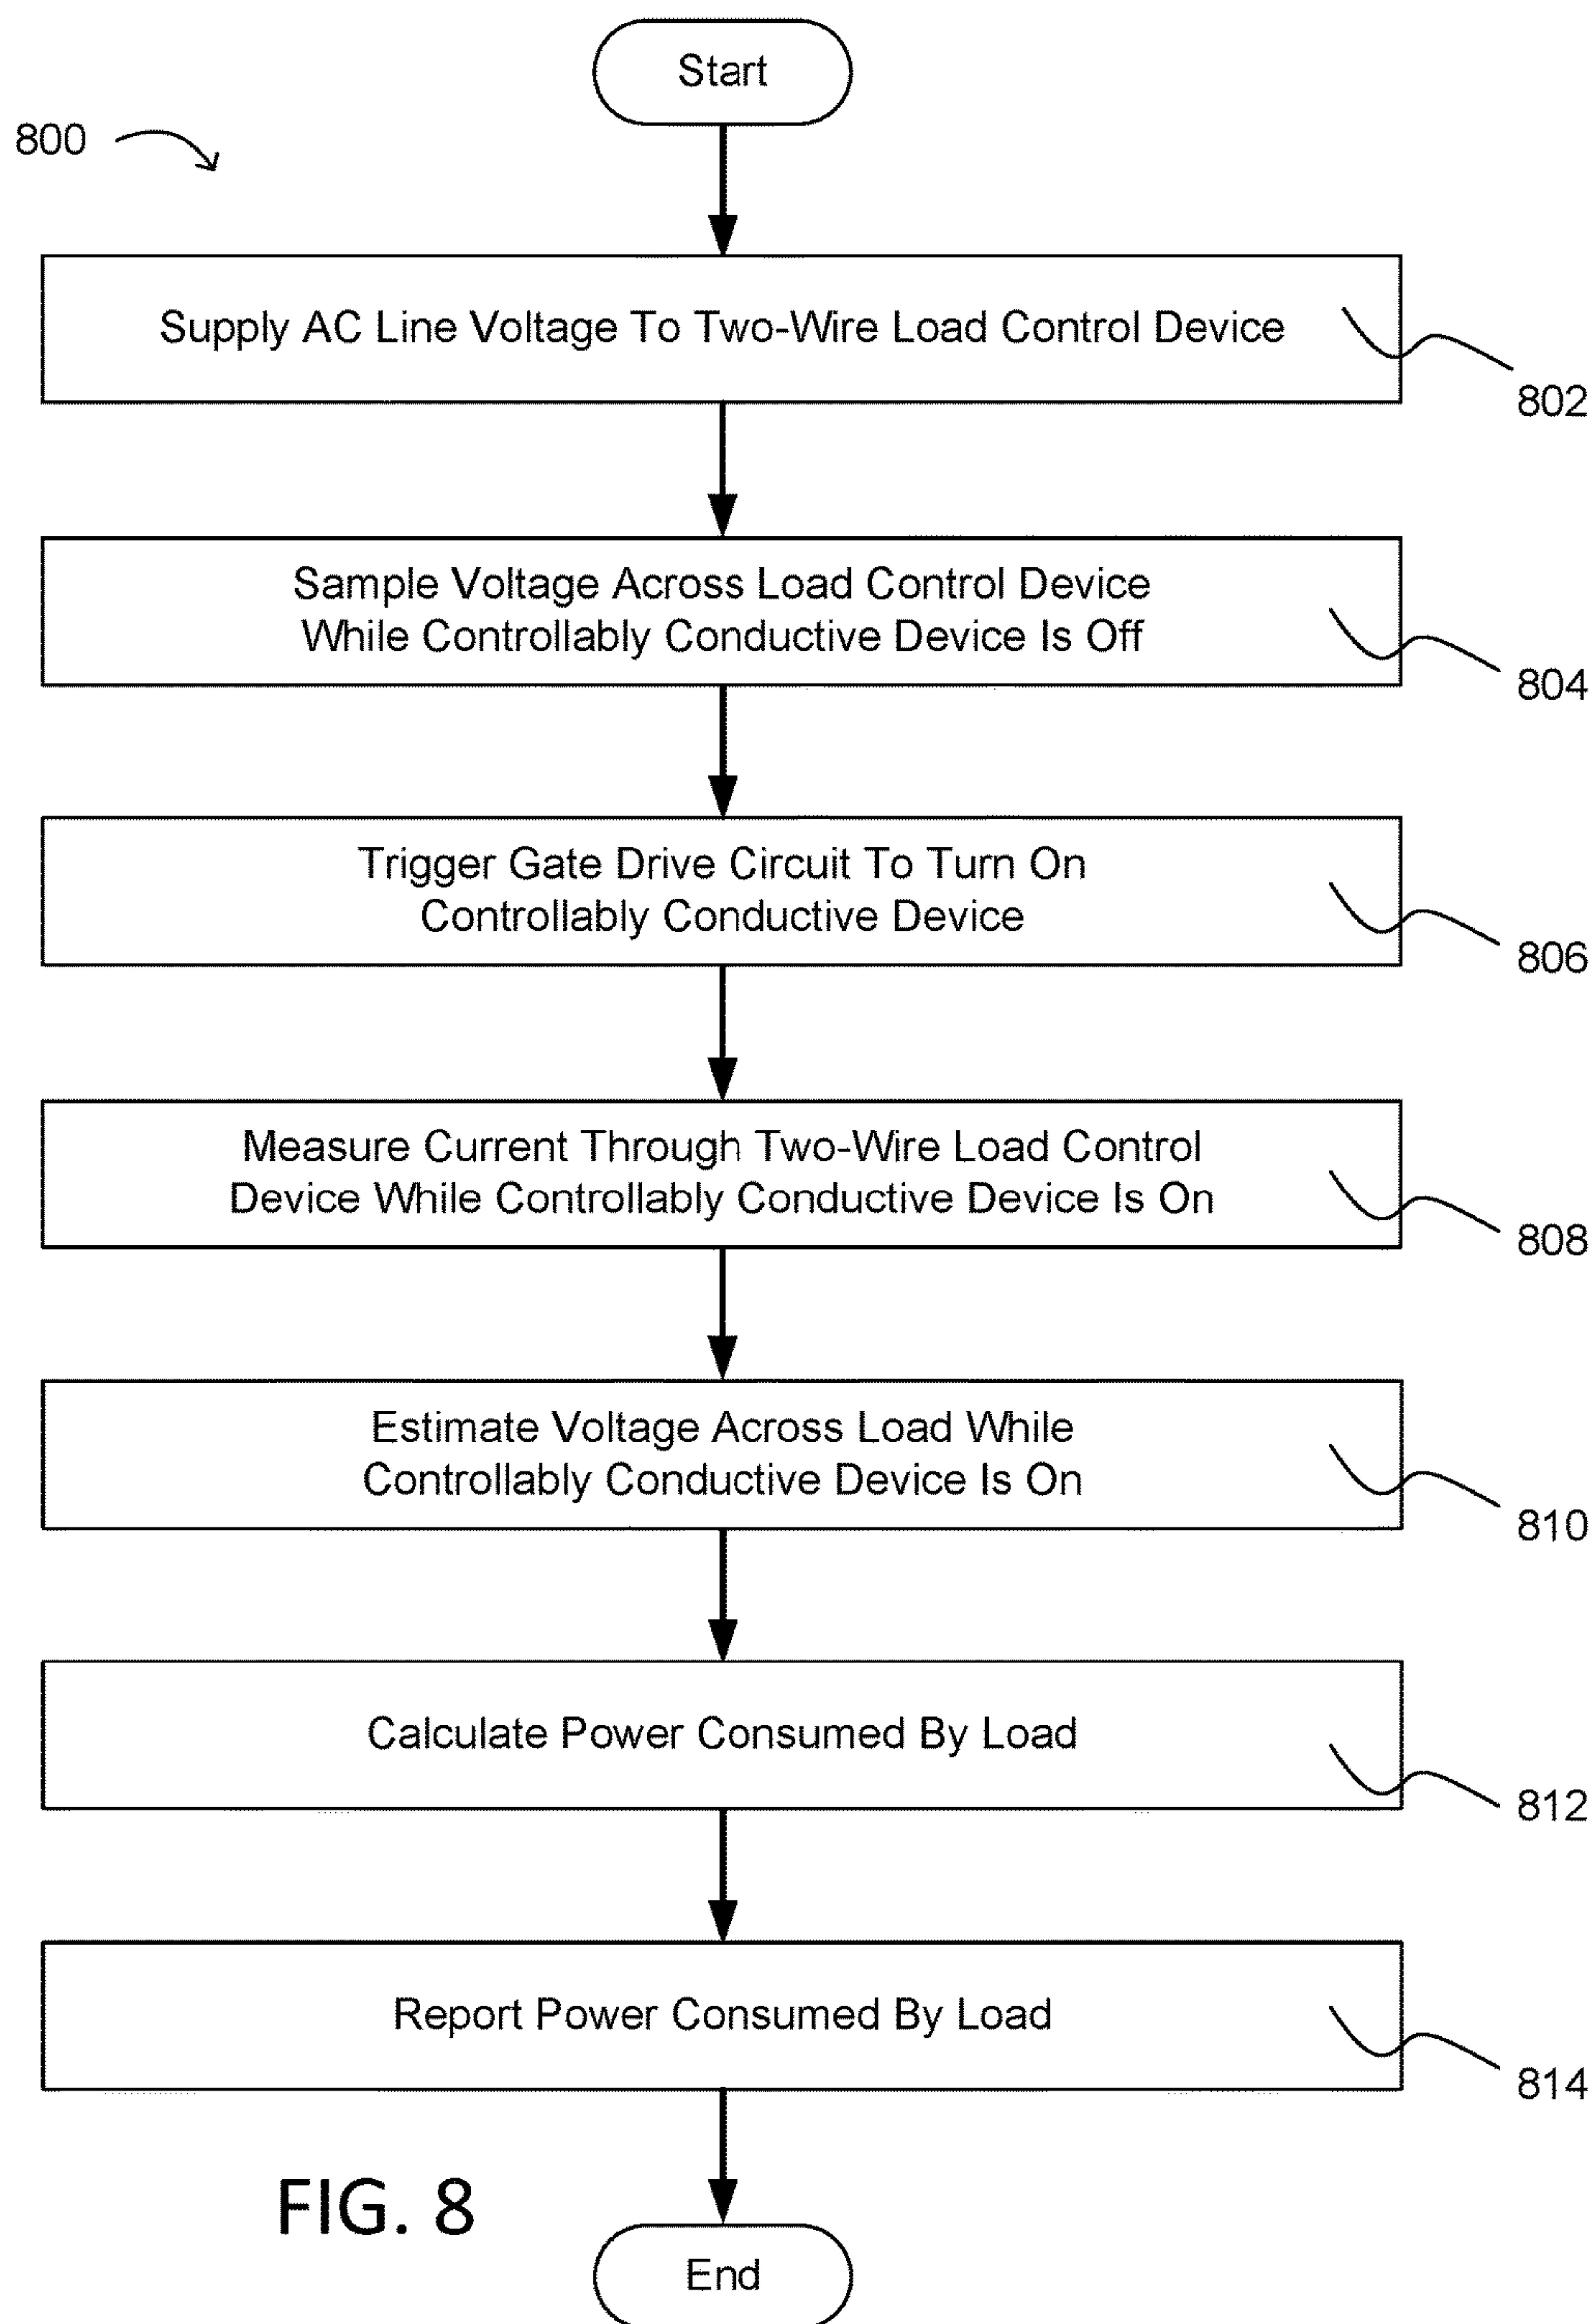 Start
800
Supply AC Line Voltage To Two-Wire Load Control Device
802
Sample Voltage Across Load Control Device
While Controllably Conductive Device Is Off
804
Trigger Gate Drive Circuit To Turn On
Controllably Conductive Device
806
Measure Current Through Two-Wire Load Control
Device While Controllably Conductive Device Is On
808
Estimate Voltage Across Load While
Controllably Conductive Device Is On
810
Calculate Power Consumed By Load
812
Report Power Consumed By Load
814
FIG. 8
End